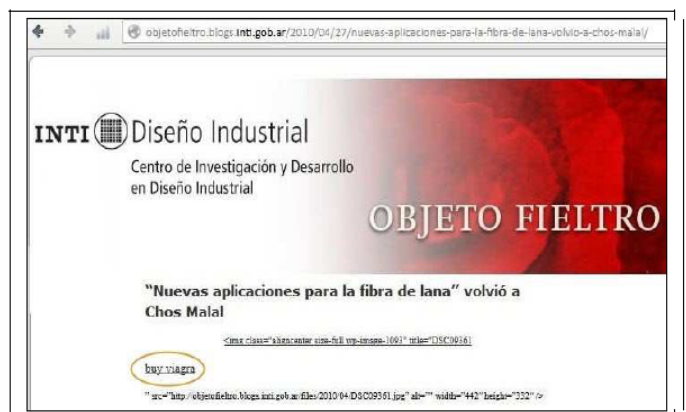 objetofieltro.blogs.inti.gob.ar/2010/04/27/nuevas-aplicaciones-para-la-fibra-de-lana-volvio-a-chos-malal/
INTI Diseño Industrial
Centro de Investigación y Desarrollo
en Diseño Industrial
OBJETO FIELTRO
“Nuevas aplicaciones para la fibra de lana” volvió a
Chos Malal
<img class="aligncenter size-full wp-image-1093" title="DSC09361
buy viagra
" src="http://objetofieltro.blogs.inti.gob.ar/files/2010/04/DSC09361.jpg" alt="" width="442" height="332" />